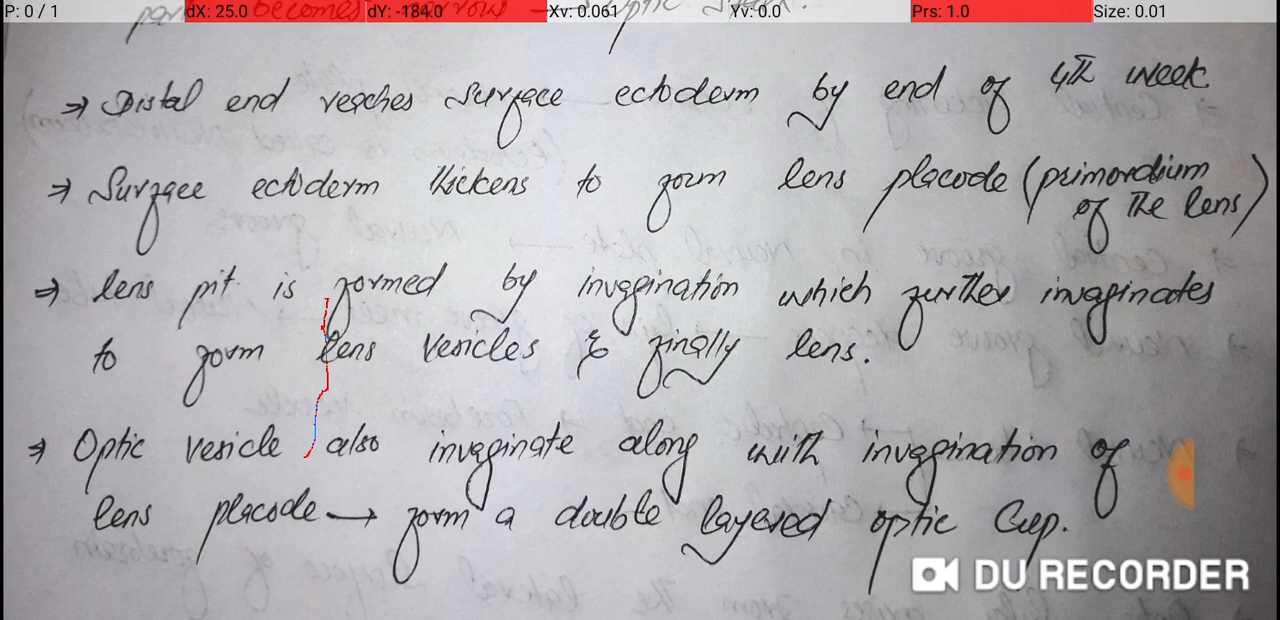 P: 0 / 1 dX: 25.0 dY: -184.0 Xv: 0.061 Yv: 0.0 Prs: 1.0 Size: 0.01
becomes
⇒ Distal end reaches surface ectoderm by end of 4th week
⇒ Surface ectoderm thickens to form lens placode (primordium
of the lens)
⇒ lens pit is formed by invagination which further invaginates
to form lens vesicles & finally lens.
⇒ Optic vesicle also invaginate along with invagination of
lens placode → form a double layered optic Cup.
DU RECORDER